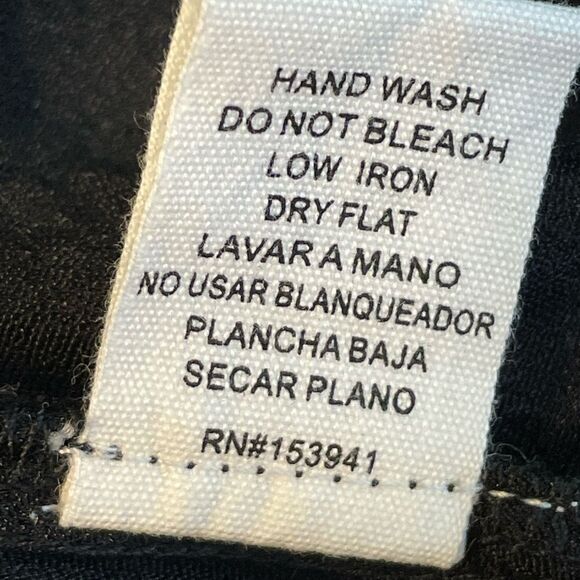 HAND WASH
DO NOT BLEACH
LOW IRON
DRY FLAT
LAVAR A MANO
NO USAR BLANQUEADOR
PLANCHA BAJA
SECAR PLANO
RN#153941